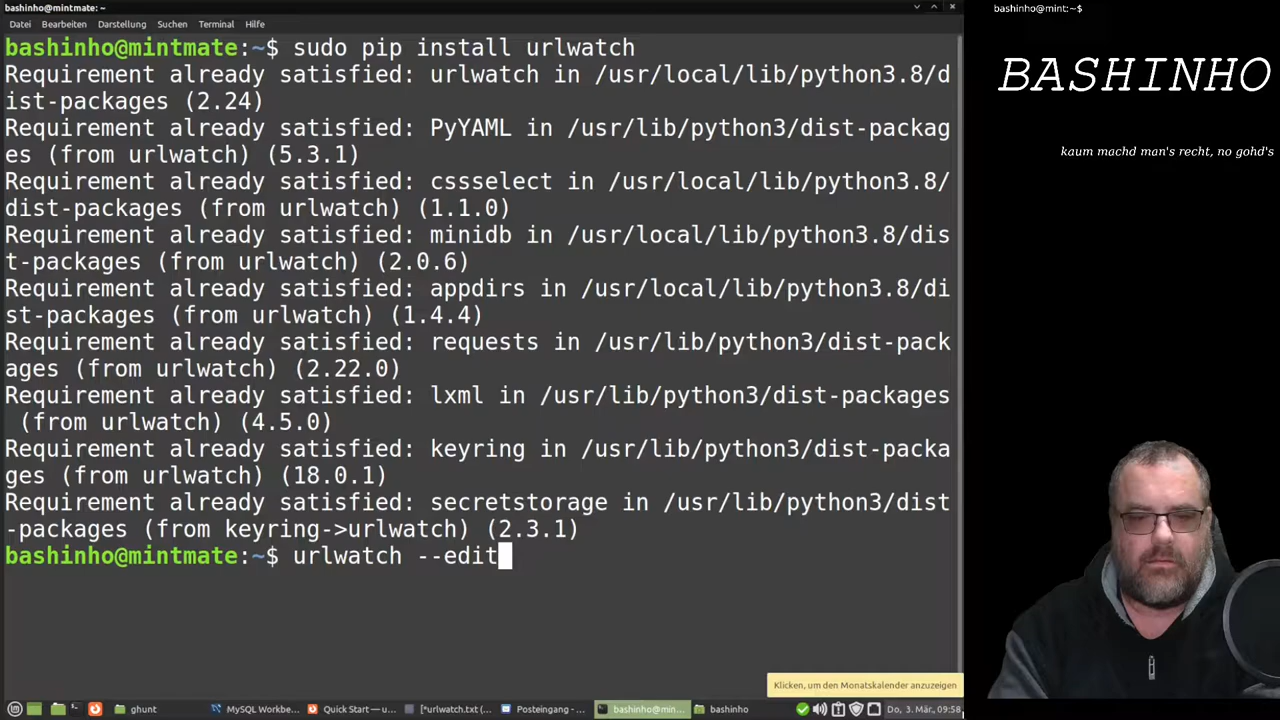 bashinho@mintmate: ~
Datei Bearbeiten Darstellung Suchen Terminal Hilfe
bashinho@mintmate:~$ sudo pip install urlwatch
Requirement already satisfied: urlwatch in /usr/local/lib/python3.8/d
ist-packages (2.24)
Requirement already satisfied: PyYAML in /usr/lib/python3/dist-packag
es (from urlwatch) (5.3.1)
Requirement already satisfied: cssselect in /usr/local/lib/python3.8/
dist-packages (from urlwatch) (1.1.0)
Requirement already satisfied: minidb in /usr/local/lib/python3.8/dis
t-packages (from urlwatch) (2.0.6)
Requirement already satisfied: appdirs in /usr/local/lib/python3.8/di
st-packages (from urlwatch) (1.4.4)
Requirement already satisfied: requests in /usr/lib/python3/dist-pack
ages (from urlwatch) (2.22.0)
Requirement already satisfied: lxml in /usr/lib/python3/dist-packages
 (from urlwatch) (4.5.0)
Requirement already satisfied: keyring in /usr/lib/python3/dist-packa
ges (from urlwatch) (18.0.1)
Requirement already satisfied: secretstorage in /usr/lib/python3/dist
-packages (from keyring->urlwatch) (2.3.1)
bashinho@mintmate:~$ urlwatch --edit
Klicken, um den Monatskalender anzuzeigen
ghunt MySQL Workbe... Quick Start — u... [*urlwatch.txt (... Posteingang — ... bashinho@min... bashinho Do, 3. Mär., 09:58
bashinho@mint:~$
BASHINHO
kaum machd man's recht, no gohd's